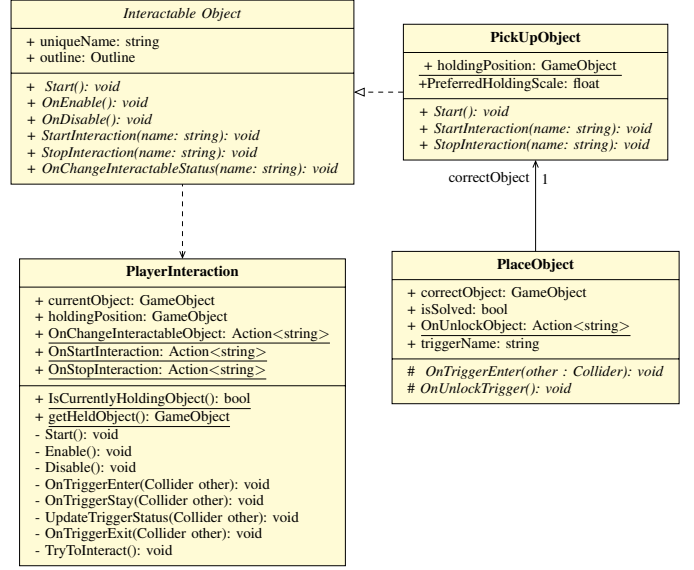 Interactable Object
+ uniqueName: string
+ outline: Outline
+ Start(): void
+ OnEnable(): void
+ OnDisable(): void
+ StartInteraction(name: string): void
+ StopInteraction(name: string): void
+ OnChangeInteractableStatus(name: string): void
PickUpObject
+ holdingPosition: GameObject
+PreferredHoldingScale: float
+ Start(): void
+ StartInteraction(name: string): void
+ StopInteraction(name: string): void
correctObject
1
PlayerInteraction
+ currentObject: GameObject
+ holdingPosition: GameObject
+ OnChangeInteractableObject: Action<string>
+ OnStartInteraction: Action<string>
+ OnStopInteraction: Action<string>
+ IsCurrentlyHoldingObject(): bool
+ getHeldObject(): GameObject
- Start(): void
- Enable(): void
- Disable(): void
- OnTriggerEnter(Collider other): void
- OnTriggerStay(Collider other): void
- UpdateTriggerStatus(Collider other): void
- OnTriggerExit(Collider other): void
- TryToInteract(): void
PlaceObject
+ correctObject: GameObject
+ isSolved: bool
+ OnUnlockObject: Action<string>
+ triggerName: string
# OnTriggerEnter(other : Collider): void
# OnUnlockTrigger(): void